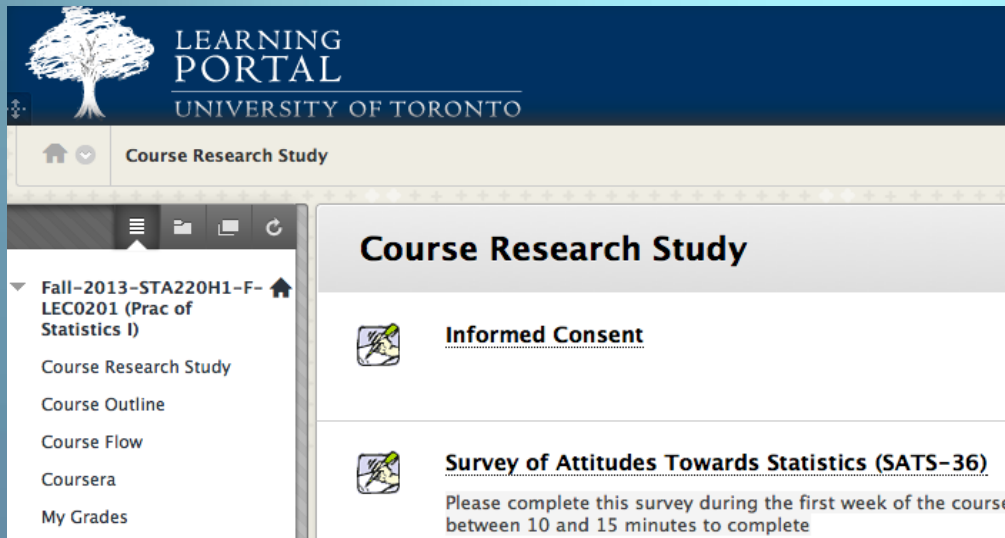 LEARNING
PORTAL
UNIVERSITY OF TORONTO
Course Research Study
Fall-2013-STA220H1-F-
LEC0201 (Prac of
Statistics I)
Course Research Study
Course Outline
Course Flow
Coursera
My Grades
Course Research Study
Informed Consent
Survey of Attitudes Towards Statistics (SATS-36)
Please complete this survey during the first week of the course
between 10 and 15 minutes to complete